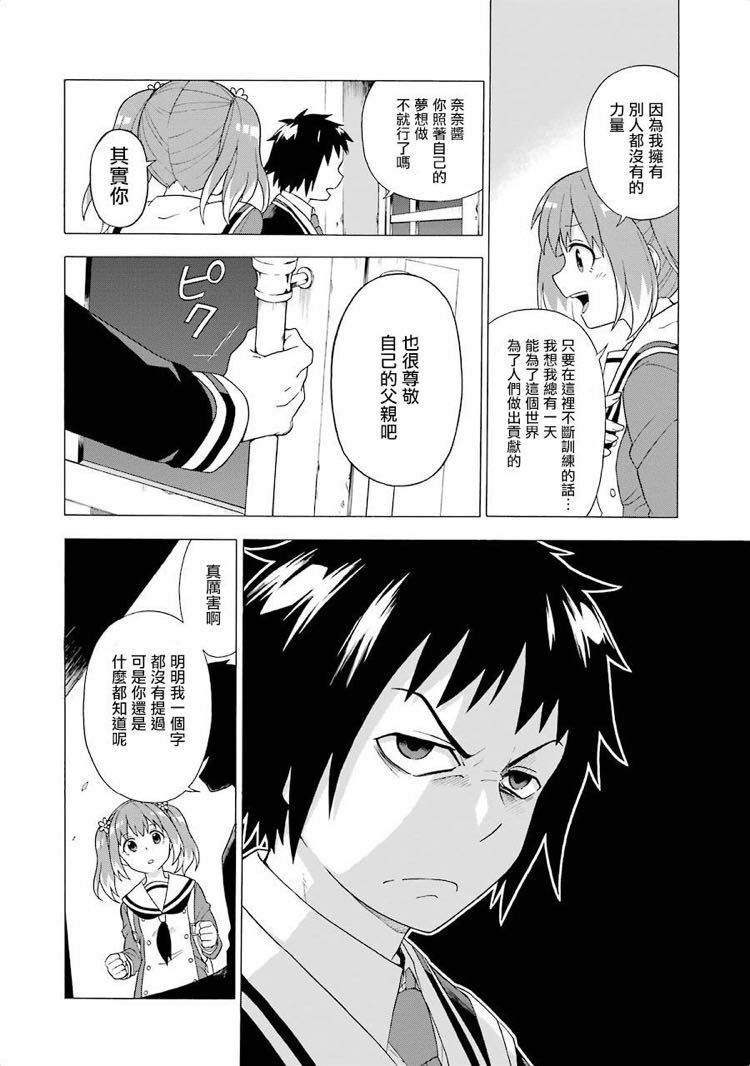 因為我擁有
別人都沒有的
力量
只要在這裡不斷訓練的話…
我想我總有一天
能為了這個世界
為了人們做出貢獻的
奈奈醬
你照著自己的
夢想做
不就行了嗎
其實你
ピク
也很尊敬
自己的父親吧
真厲害啊
明明我一個字
都沒有提過
可是你還是
什麼都知道呢